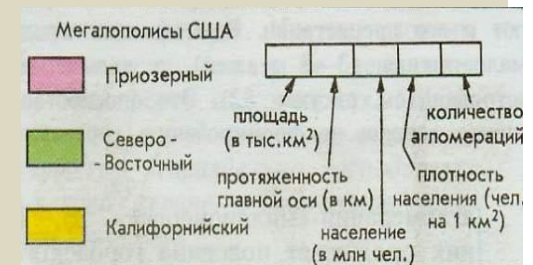 Мегалополисы США
Приозерный
Северо-
-Восточный
Калифорнийский
площадь
(в тыс.км²)
количество
агломераций
протяженность
главной оси (в км)
плотность
населения (чел.
на 1 км²)
население
(в млн чел.)